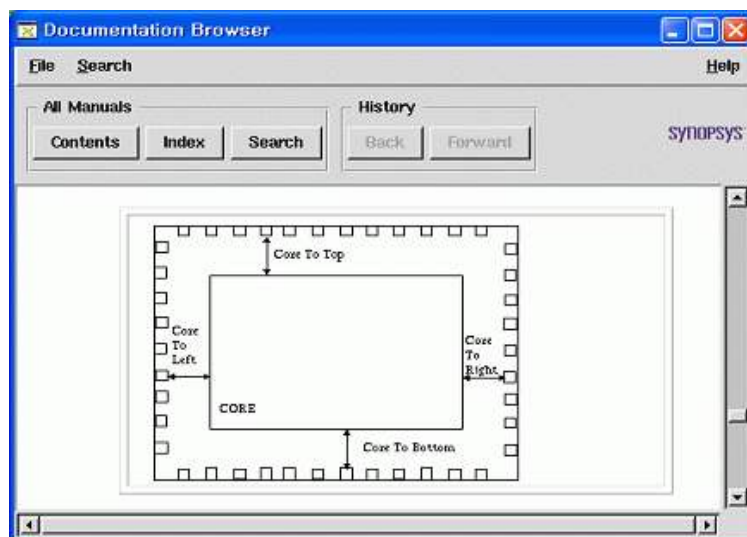 Documentation Browser
File Search Help
All Manuals
History
Contents Index Search
Back Forward
SYNOPSYS
Core To Top
Core
To
Left
Core
To
Right
CORE
Core To Bottom